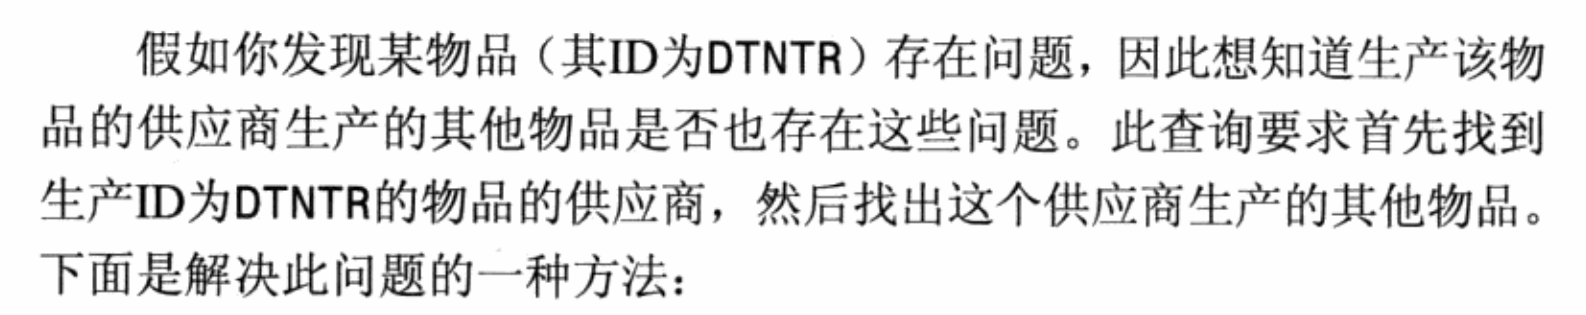 假如你发现某物品（其ID为DTNTR）存在问题，因此想知道生产该物
品的供应商生产的其他物品是否也存在这些问题。此查询要求首先找到
生产ID为DTNTR的物品的供应商，然后找出这个供应商生产的其他物品。
下面是解决此问题的一种方法：